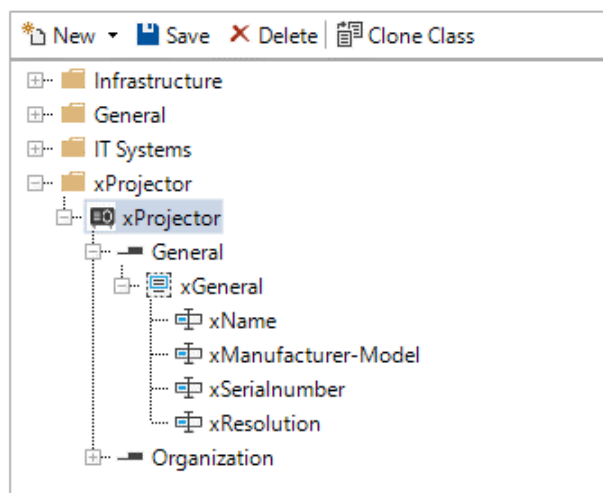 New Save Delete Clone Class
Infrastructure
General
IT Systems
xProjector
xProjector
General
xGeneral
xName
xManufacturer-Model
xSerialnumber
xResolution
Organization